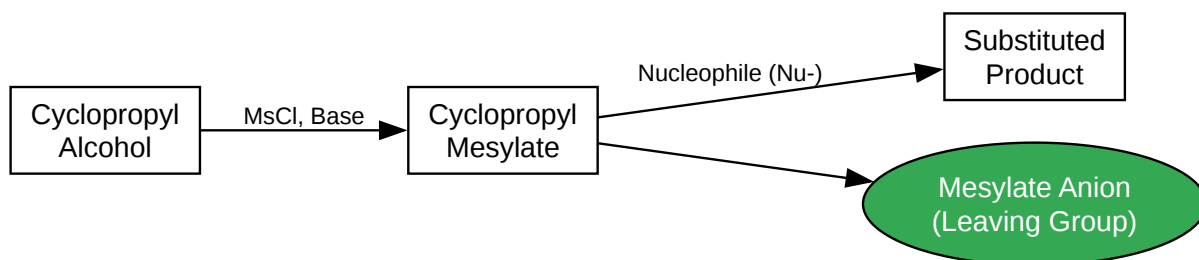 Cyclopropyl
Alcohol
MsCl, Base
Cyclopropyl
Mesylate
Nucleophile (Nu-)
Substituted
Product
Mesylate Anion
(Leaving Group)